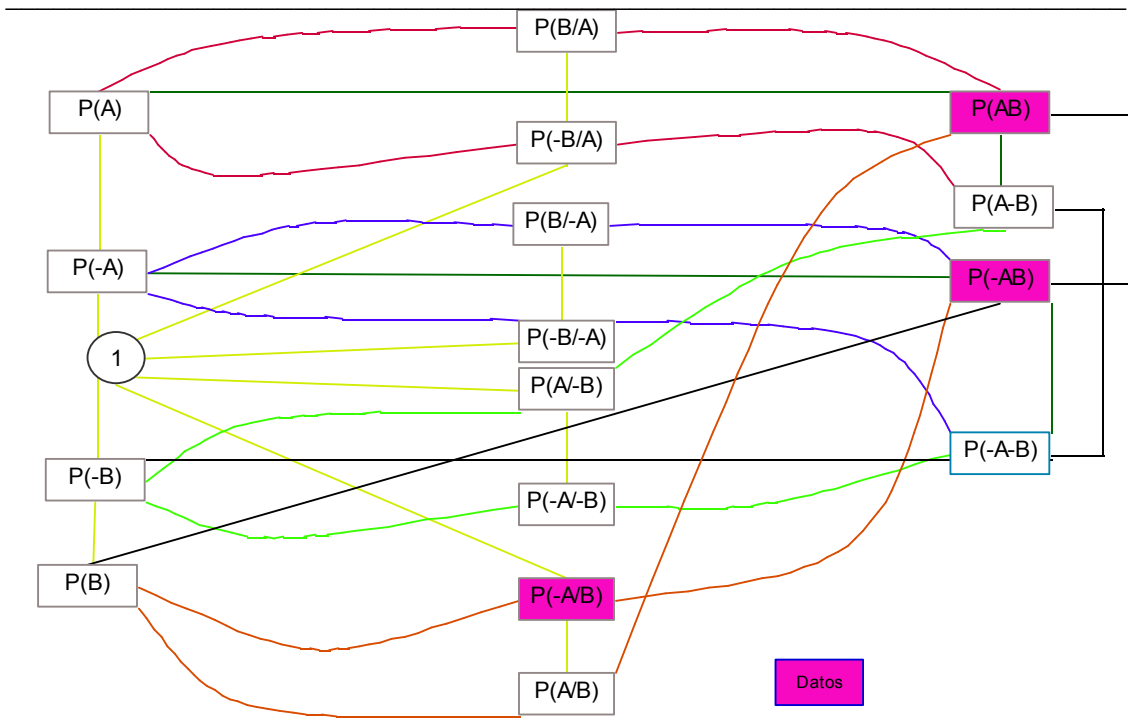 P(B/A)
P(A)
P(AB)
P(-B/A)
P(A-B)
P(B/-A)
P(-A)
P(-AB)
P(-B/-A)
1
P(A/-B)
P(-A-B)
P(-B)
P(-A/-B)
P(B)
P(-A/B)
P(A/B)
Datos